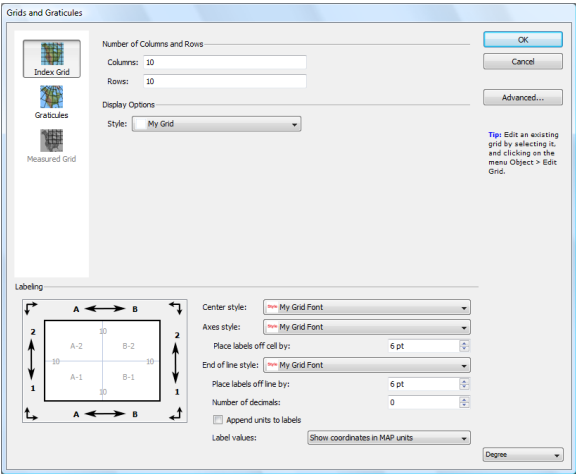 Grids and Graticules
Index Grid
Graticules
Measured Grid
Number of Columns and Rows
Columns: 10
Rows: 10
Display Options
Style: My Grid
OK
Cancel
Advanced...
Tip: Edit an existing
grid by selecting it,
and clicking on the
menu Object > Edit
Grid.
Labeling
A B
2 10 2
A-2 B-2
10 10
A-1 B-1
1 10 1
A B
Center style: Style My Grid Font
Axes style: Style My Grid Font
Place labels off cell by: 6 pt
End of line style: Style My Grid Font
Place labels off line by: 6 pt
Number of decimals: 0
Append units to labels
Label values: Show coordinates in MAP units
Degree